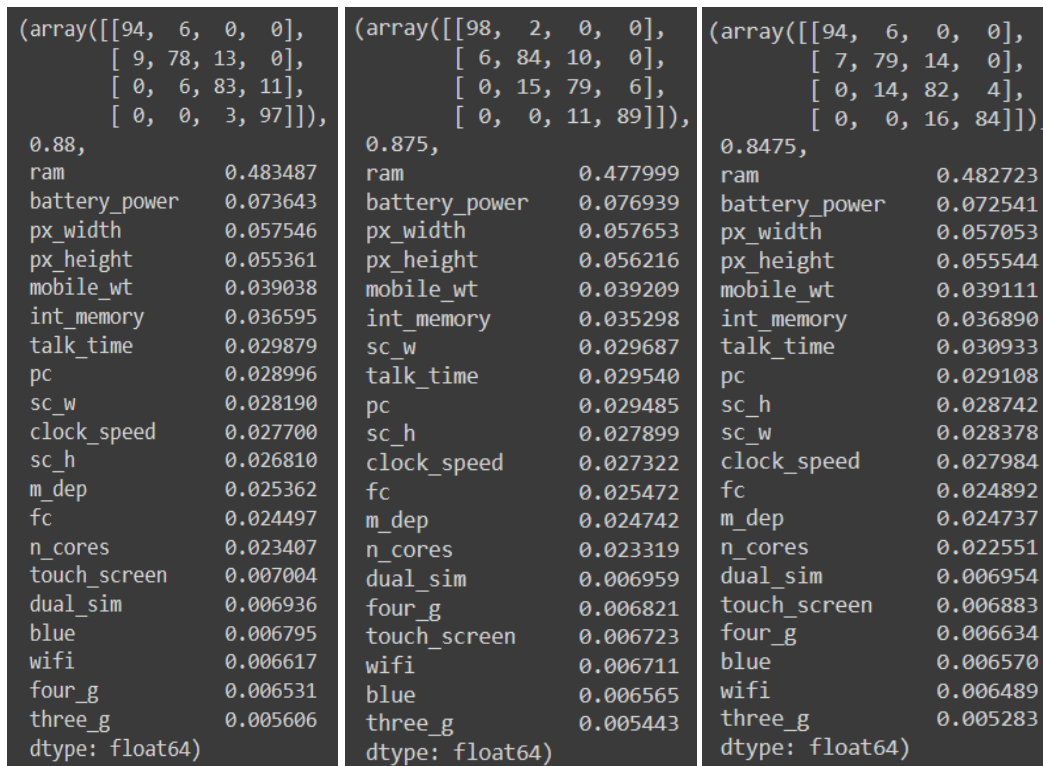 (array([[94, 6, 0, 0],
[ 9, 78, 13, 0],
[ 0, 6, 83, 11],
[ 0, 0, 3, 97]]),
0.88,
ram 0.483487
battery_power 0.073643
px_width 0.057546
px_height 0.055361
mobile_wt 0.039038
int_memory 0.036595
talk_time 0.029879
pc 0.028996
sc_w 0.028190
clock_speed 0.027700
sc_h 0.026810
m_dep 0.025362
fc 0.024497
n_cores 0.023407
touch_screen 0.007004
dual_sim 0.006936
blue 0.006795
wifi 0.006617
four_g 0.006531
three_g 0.005606
dtype: float64)
(array([[98, 2, 0, 0],
[ 6, 84, 10, 0],
[ 0, 15, 79, 6],
[ 0, 0, 11, 89]]),
0.875,
ram 0.477999
battery_power 0.076939
px_width 0.057653
px_height 0.056216
mobile_wt 0.039209
int_memory 0.035298
sc_w 0.029687
talk_time 0.029540
pc 0.029485
sc_h 0.027899
clock_speed 0.027322
fc 0.025472
m_dep 0.024742
n_cores 0.023319
dual_sim 0.006959
four_g 0.006821
touch_screen 0.006723
wifi 0.006711
blue 0.006565
three_g 0.005443
dtype: float64)
(array([[94, 6, 0, 0],
[ 7, 79, 14, 0],
[ 0, 14, 82, 4],
[ 0, 0, 16, 84]]),
0.8475,
ram 0.482723
battery_power 0.072541
px_width 0.057053
px_height 0.055544
mobile_wt 0.039111
int_memory 0.036890
talk_time 0.030933
pc 0.029108
sc_h 0.028742
sc_w 0.028378
clock_speed 0.027984
fc 0.024892
m_dep 0.024737
n_cores 0.022551
dual_sim 0.006954
touch_screen 0.006883
four_g 0.006634
blue 0.006570
wifi 0.006489
three_g 0.005283
dtype: float64)